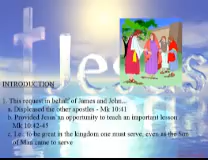 Jesus
INTRODUCTION
1. This request in behalf of James and John...
a. Displeased the other apostles - Mk 10:41
b. Provided Jesus an opportunity to teach an important lesson -
Mk 10:42-45
c. I.e., to be great in the kingdom one must serve, even as the Son
of Man came to serve